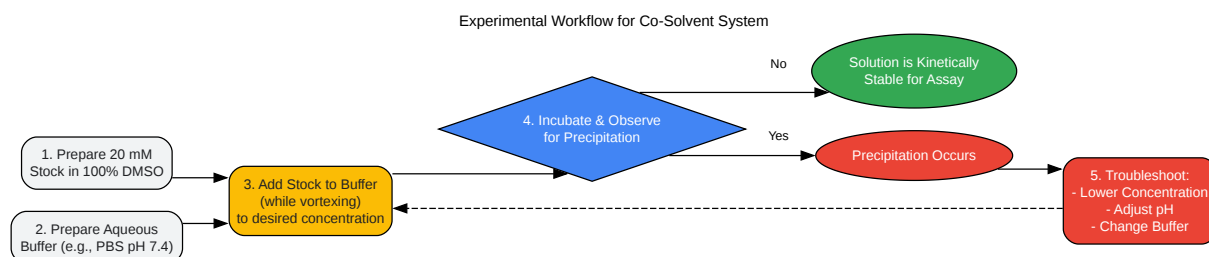 Experimental Workflow for Co-Solvent System
1. Prepare 20 mM
Stock in 100% DMSO
2. Prepare Aqueous
Buffer (e.g., PBS pH 7.4)
3. Add Stock to Buffer
(while vortexing)
to desired concentration
4. Incubate & Observe
for Precipitation
No
Solution is Kinetically
Stable for Assay
Yes
Precipitation Occurs
5. Troubleshoot:
- Lower Concentration
- Adjust pH
- Change Buffer